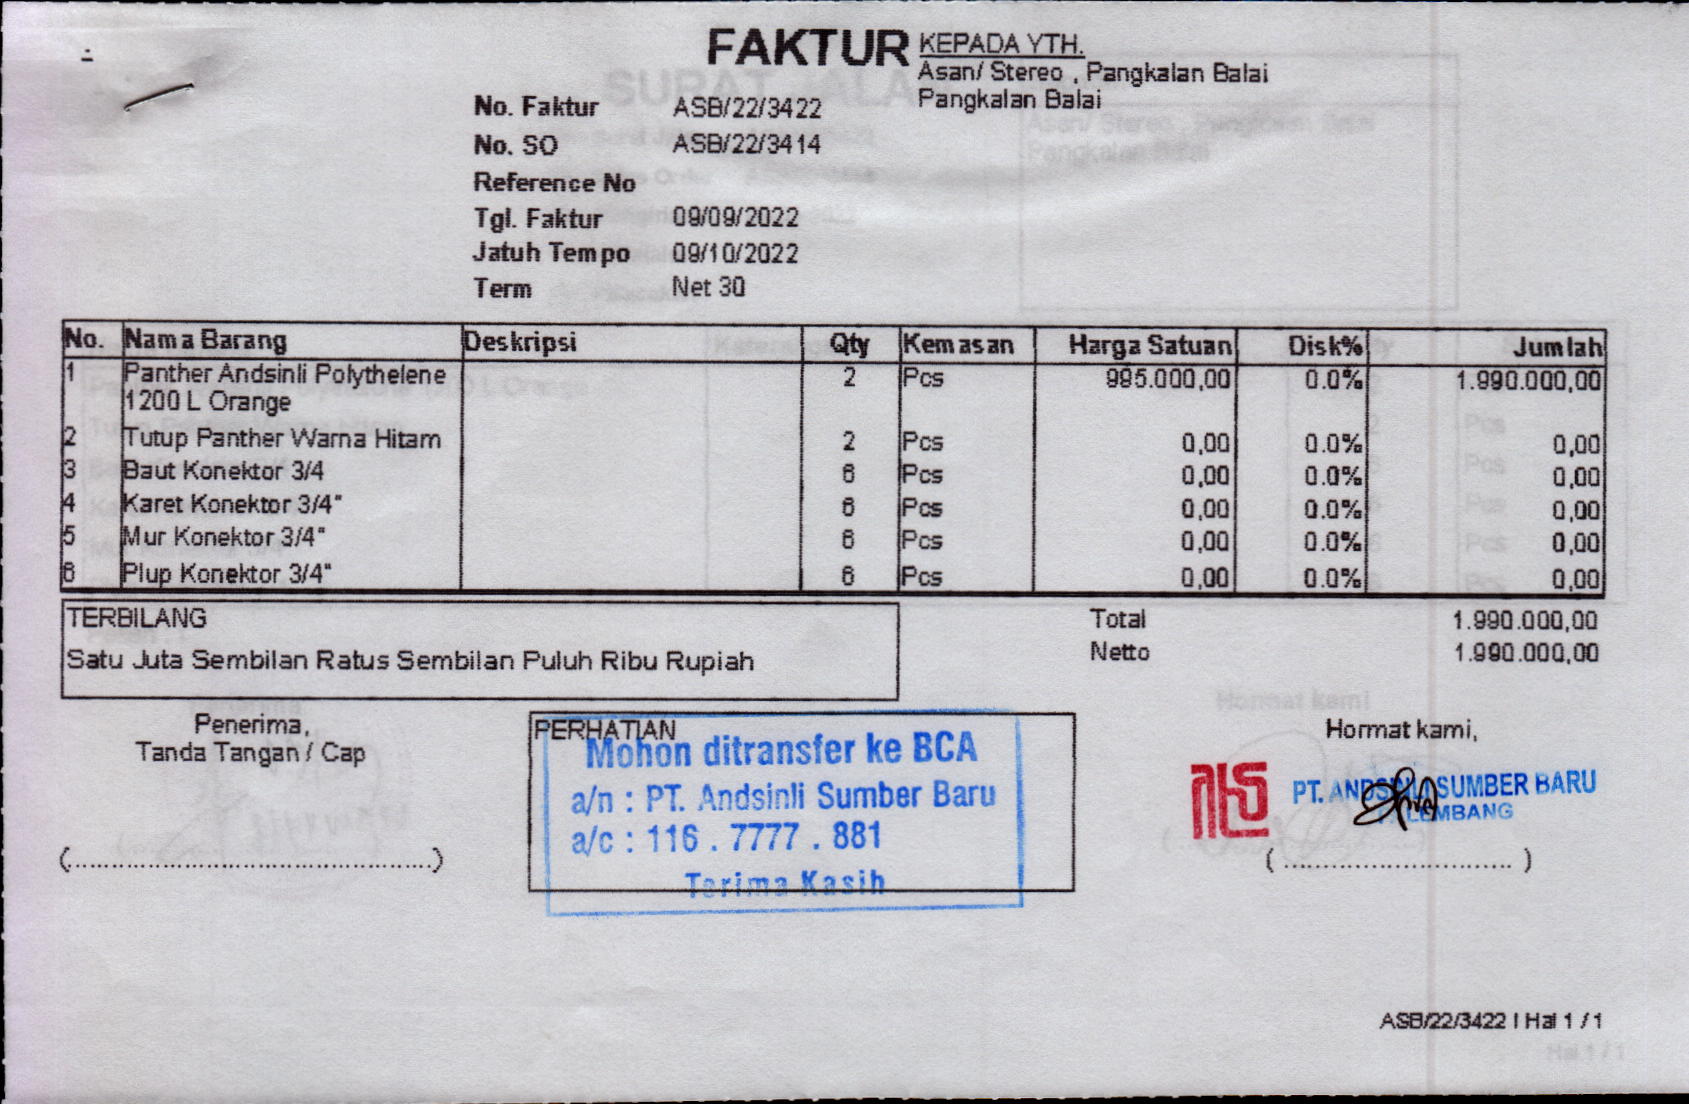 FAKTUR
KEPADA YTH.
Asan/ Stereo , Pangkalan Balai
Pangkalan Balai
No. Faktur ASB/22/3422
No. SO ASB/22/3414
Reference No
Tgl. Faktur 09/09/2022
Jatuh Tempo 09/10/2022
Term Net 30
No. Nama Barang Deskripsi Qty Kemasan Harga Satuan Disk% Jumlah
1 Panther Andsinli Polythelene 2 Pcs 995.000,00 0.0% 1.990.000,00
1200 L Orange
2 Tutup Panther Warna Hitam 2 Pcs 0,00 0.0% 0,00
3 Baut Konektor 3/4 6 Pcs 0,00 0.0% 0,00
4 Karet Konektor 3/4" 6 Pcs 0,00 0.0% 0,00
5 Mur Konektor 3/4" 6 Pcs 0,00 0.0% 0,00
6 Plup Konektor 3/4" 6 Pcs 0,00 0.0% 0,00
TERBILANG
Satu Juta Sembilan Ratus Sembilan Puluh Ribu Rupiah
Total 1.990.000,00
Netto 1.990.000,00
Penerima,
Tanda Tangan / Cap
(........................................)
PERHATIAN
Mohon ditransfer ke BCA
a/n : PT. Andsinli Sumber Baru
a/c : 116 . 7777 . 881
Terima Kasih
Hormat kami,
PT. ANDSINLI SUMBER BARU
PALEMBANG
(.......................... )
ASB/22/3422 | Hal 1 / 1